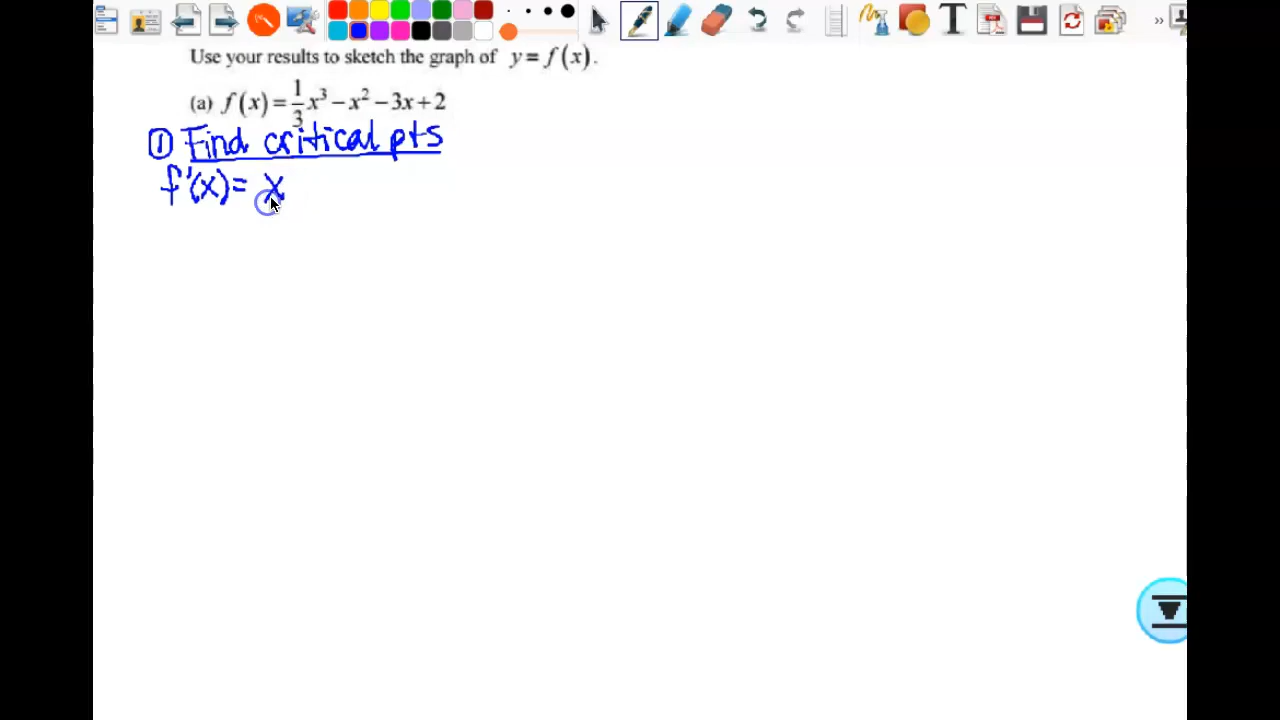 Use your results to sketch the graph of y = f(x).
(a) f(x) = 1/3 x³ − x² − 3x + 2
① Find critical pts
f'(x) = x